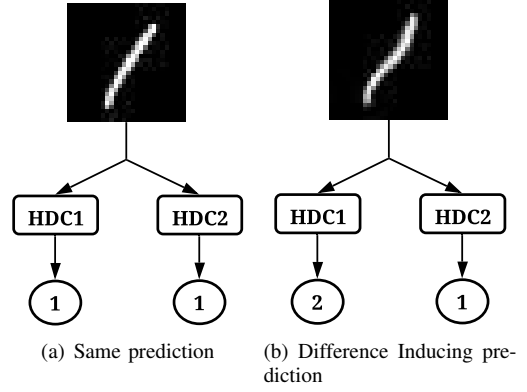 HDC1 HDC2 HDC1 HDC2
1 1 2 1
(a) Same prediction
(b) Difference Inducing pre-
diction